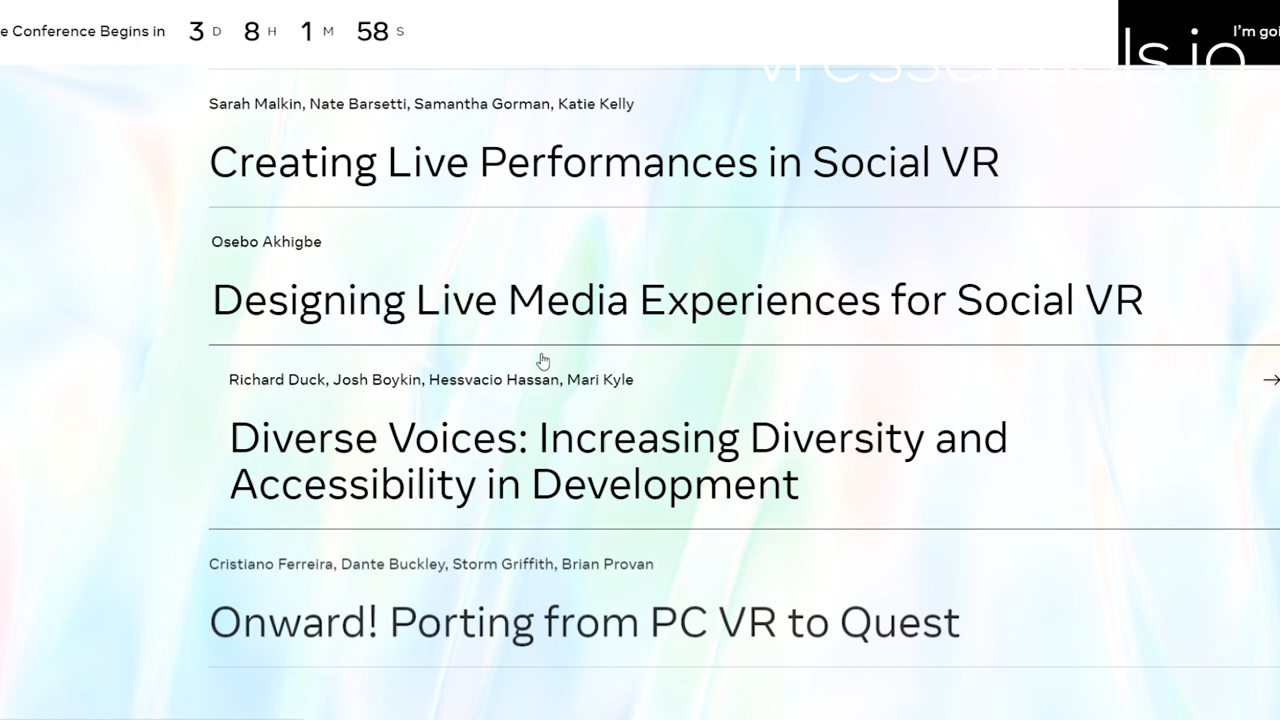 e Conference Begins in 3 D 8 H 1 M 58 S
I'm goi
Sarah Malkin, Nate Barsetti, Samantha Gorman, Katie Kelly
Creating Live Performances in Social VR
Osebo Akhigbe
Designing Live Media Experiences for Social VR
Richard Duck, Josh Boykin, Hessvacio Hassan, Mari Kyle
Diverse Voices: Increasing Diversity and
Accessibility in Development
Cristiano Ferreira, Dante Buckley, Storm Griffith, Brian Provan
Onward! Porting from PC VR to Quest